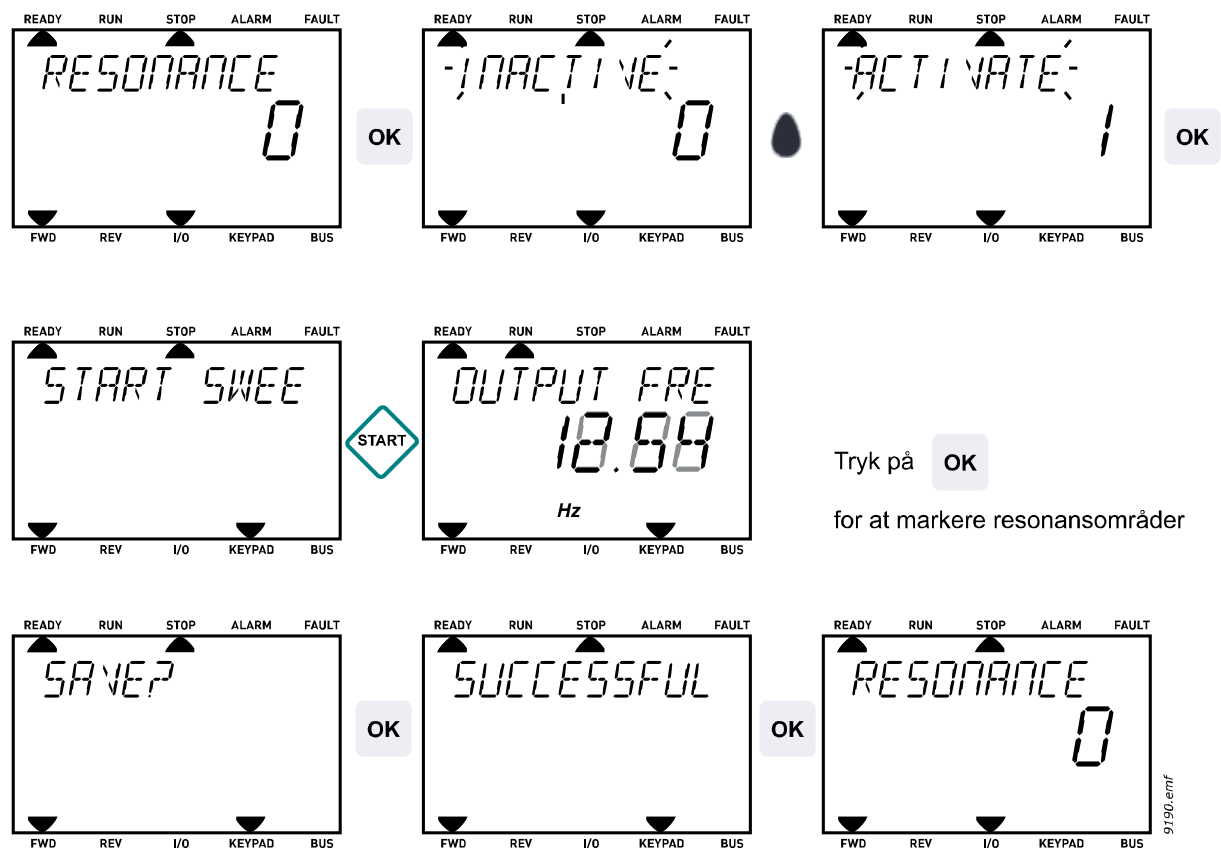 READY RUN STOP ALARM FAULT
RESONANCE
0
FWD REV I/O KEYPAD BUS
OK
READY RUN STOP ALARM FAULT
INACTIVE
0
FWD REV I/O KEYPAD BUS
READY RUN STOP ALARM FAULT
ACTIVATE
1
FWD REV I/O KEYPAD BUS
OK
READY RUN STOP ALARM FAULT
START SWEE
FWD REV I/O KEYPAD BUS
START
READY RUN STOP ALARM FAULT
OUTPUT FRE
12.54
Hz
FWD REV I/O KEYPAD BUS
Tryk på OK
for at markere resonansområder
READY RUN STOP ALARM FAULT
SAVE?
FWD REV I/O KEYPAD BUS
OK
READY RUN STOP ALARM FAULT
SUCCESSFUL
FWD REV I/O KEYPAD BUS
OK
READY RUN STOP ALARM FAULT
RESONANCE
0
FWD REV I/O KEYPAD BUS
9190.emf